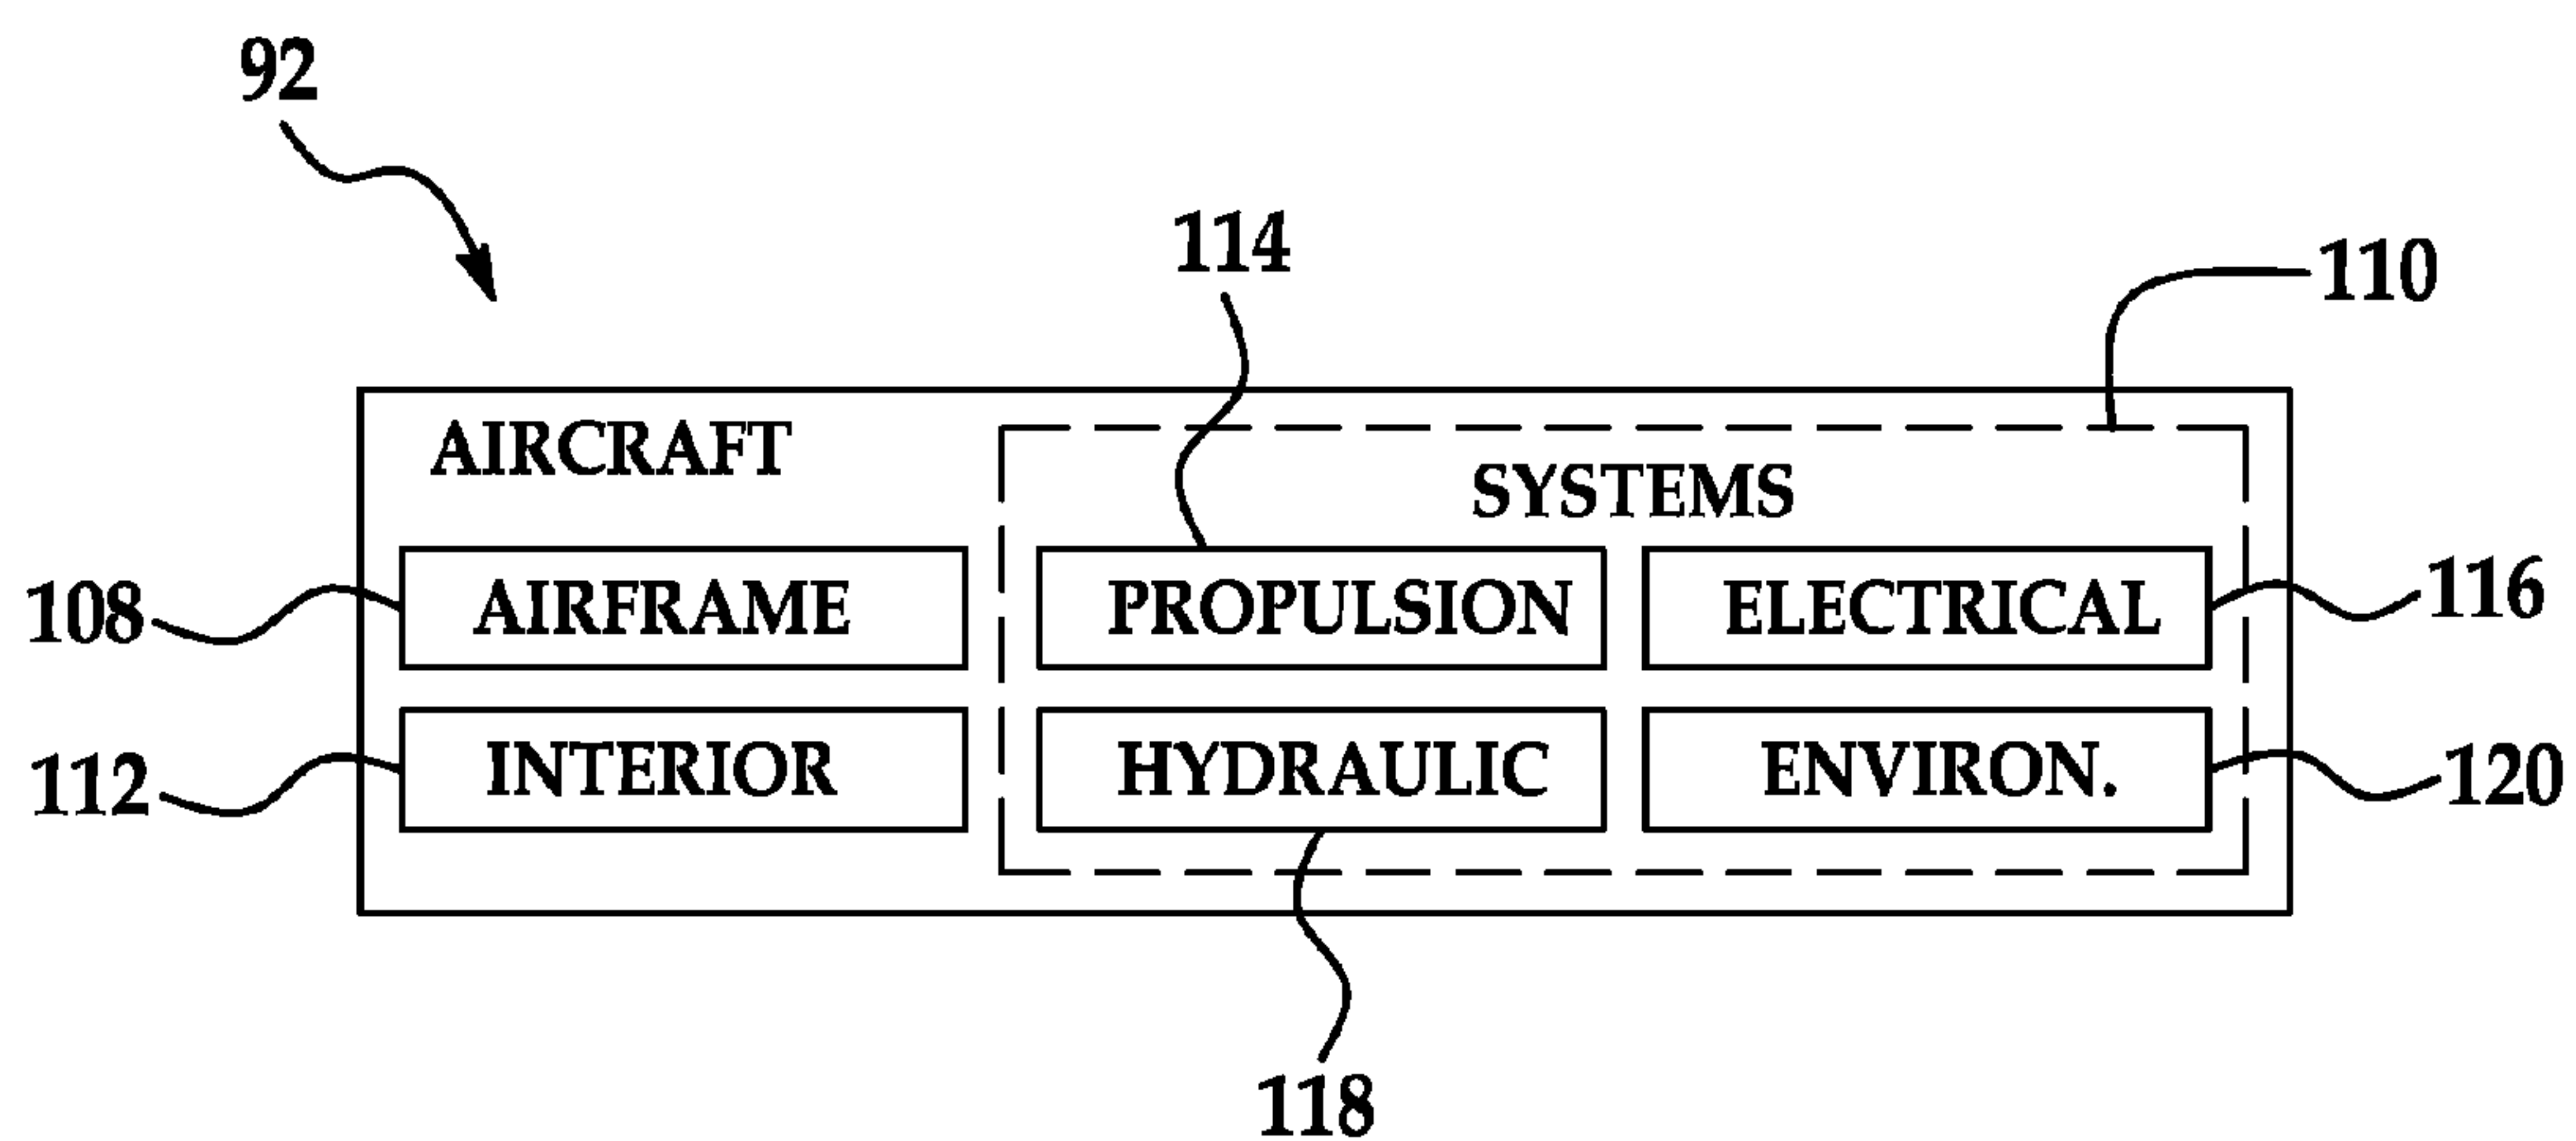 92
114
110
AIRCRAFT
SYSTEMS
108
AIRFRAME
PROPULSION
ELECTRICAL
116
112
INTERIOR
HYDRAULIC
ENVIRON.
120
118